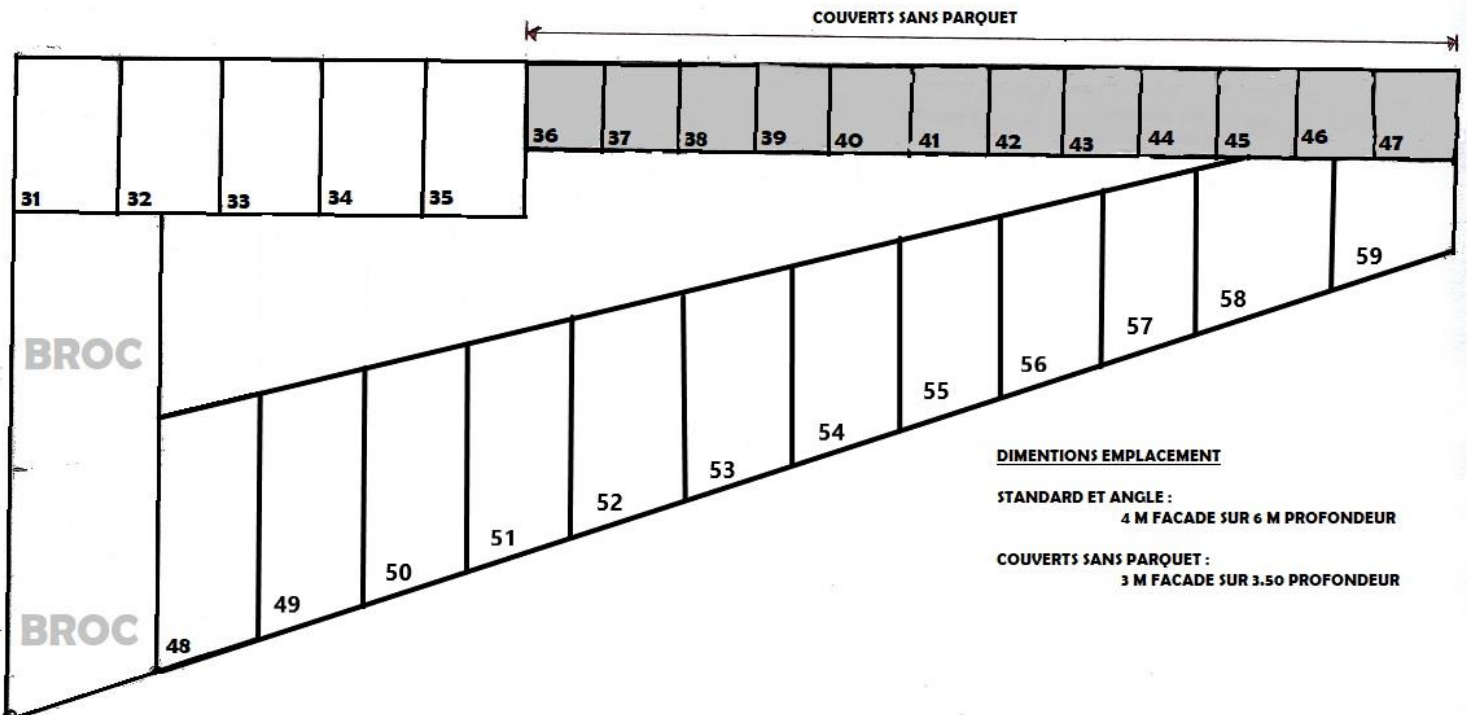 COUVERTS SANS PARQUET
36 37 38 39 40 41 42 43 44 45 46 47
31 32 33 34 35
59
58
57
BROC
56
55
54
DIMENTIONS EMPLACEMENT
53
STANDARD ET ANGLE :
52
4 M FACADE SUR 6 M PROFONDEUR
51
COUVERTS SANS PARQUET :
50
3 M FACADE SUR 3.50 PROFONDEUR
49
BROC
48